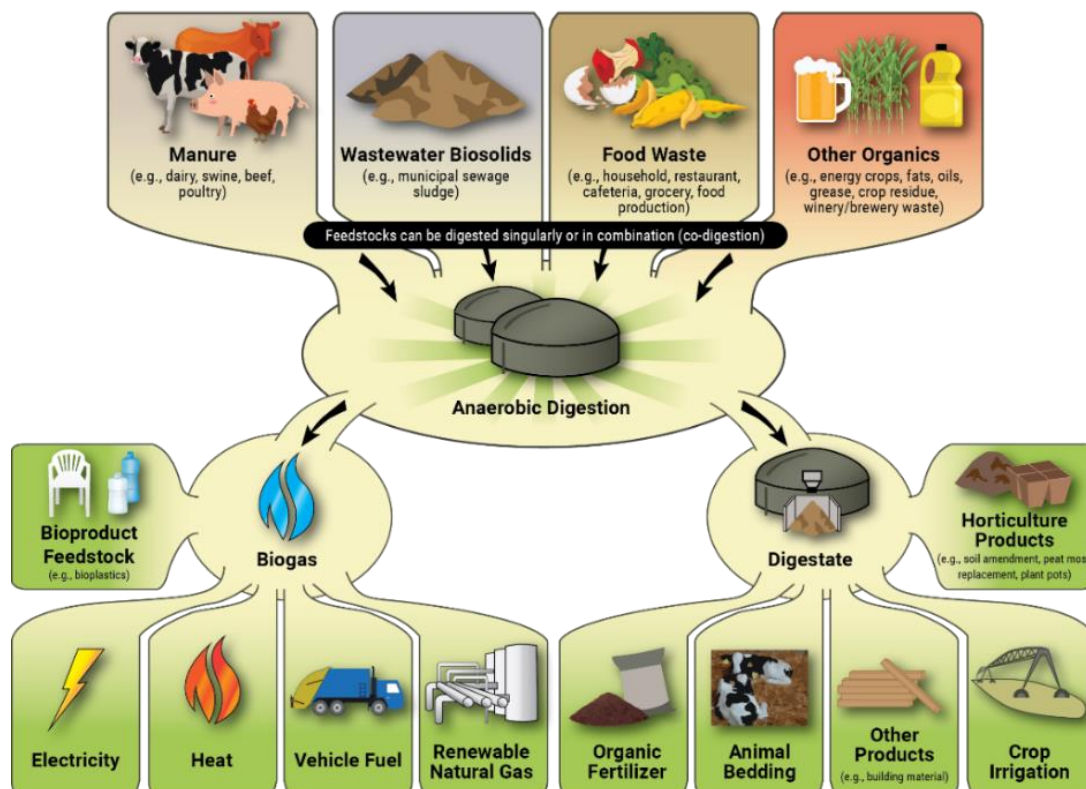 Manure
(e.g., dairy, swine, beef,
poultry)
Wastewater Biosolids
(e.g., municipal sewage
sludge)
Food Waste
(e.g., household, restaurant,
cafeteria, grocery, food
production)
Other Organics
(e.g., energy crops, fats, oils,
grease, crop residue,
winery/brewery waste)
Feedstocks can be digested singularly or in combination (co-digestion)
Anaerobic Digestion
Bioproduct
Feedstock
(e.g., bioplastics)
Biogas
Digestate
Horticulture
Products
(e.g., soil amendment, peat mos
replacement, plant pots)
Electricity
Heat
Vehicle Fuel
Renewable
Natural Gas
Organic
Fertilizer
Animal
Bedding
Other
Products
(e.g., building material)
Crop
Irrigation